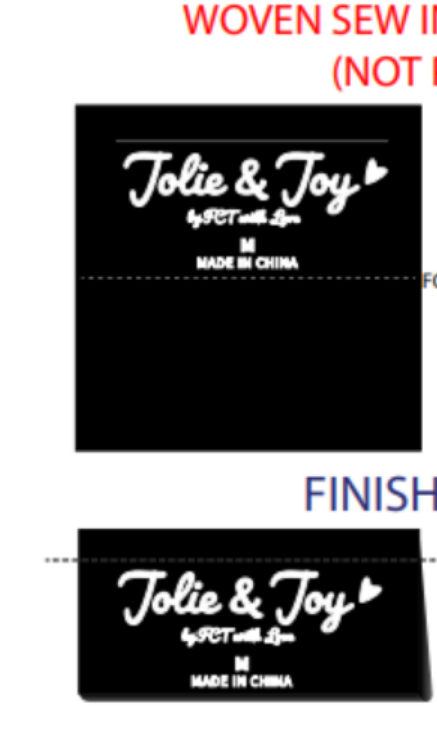 WOVEN SEW
(NOT
Jolie & Joy
by FCT with Love
M
MADE IN CHINA
FO
FINISH
Jolie & Joy
by FCT with Love
M
MADE IN CHINA